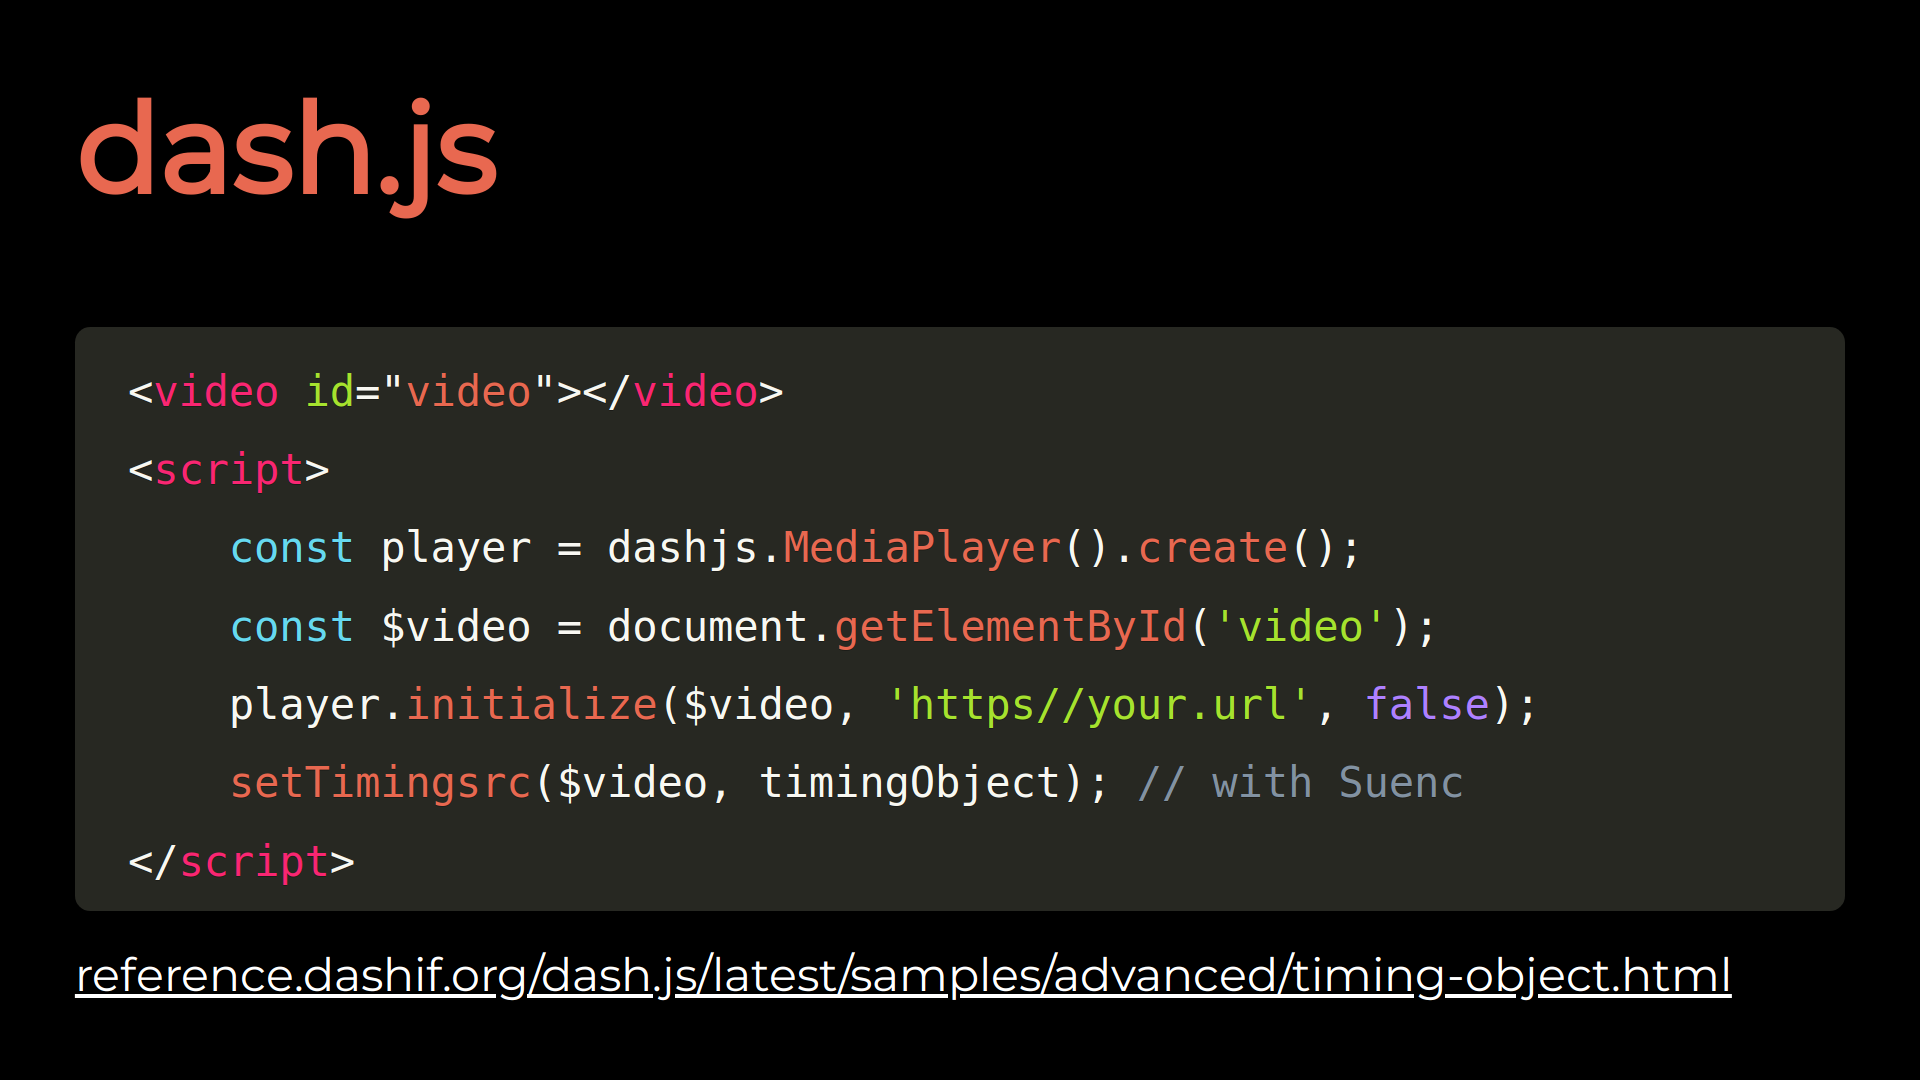 dash.js
<video id="video"></video>
<script>
const player = dashjs.MediaPlayer().create();
const $video = document.getElementById('video');
player.initialize($video, 'https//your.url', false);
setTimingsrc($video, timingObject); // with Suenc
</script>
reference.dashif.org/dash.js/latest/samples/advanced/timing-object.html